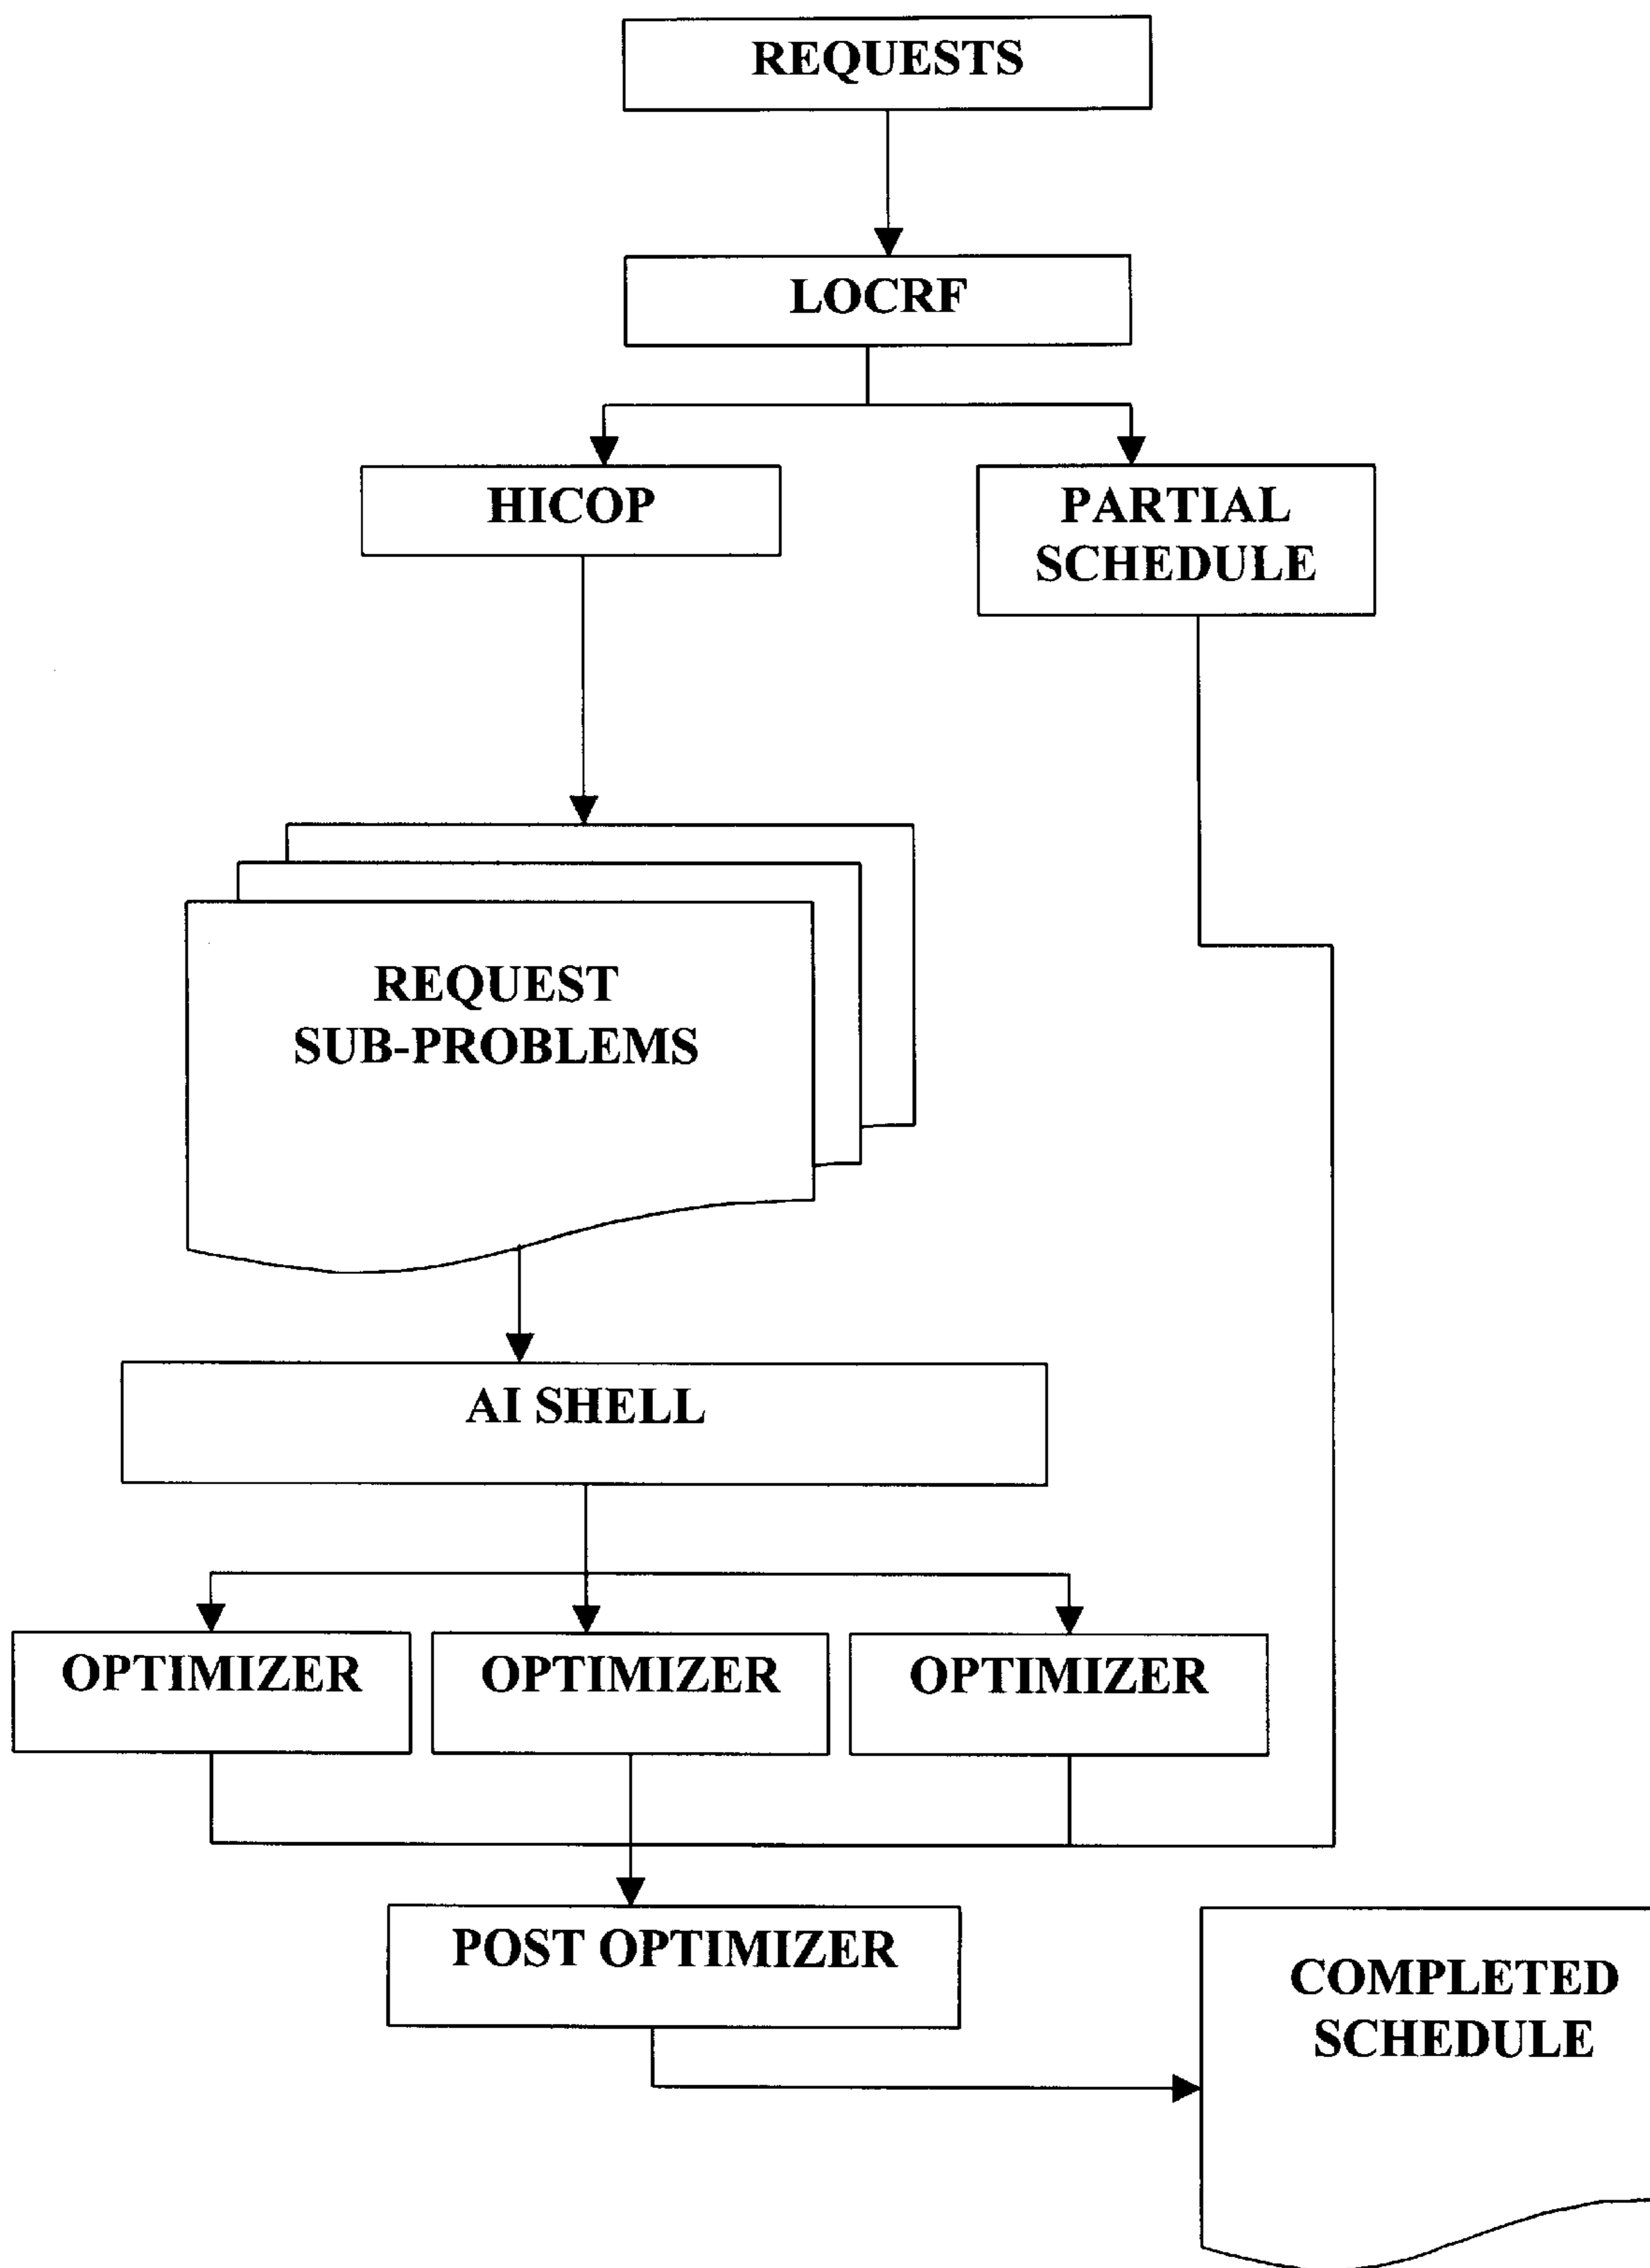 REQUESTS
LOCRF
HICOP
PARTIAL
SCHEDULE
REQUEST
SUB-PROBLEMS
AI SHELL
OPTIMIZER
OPTIMIZER
OPTIMIZER
POST OPTIMIZER
COMPLETED
SCHEDULE